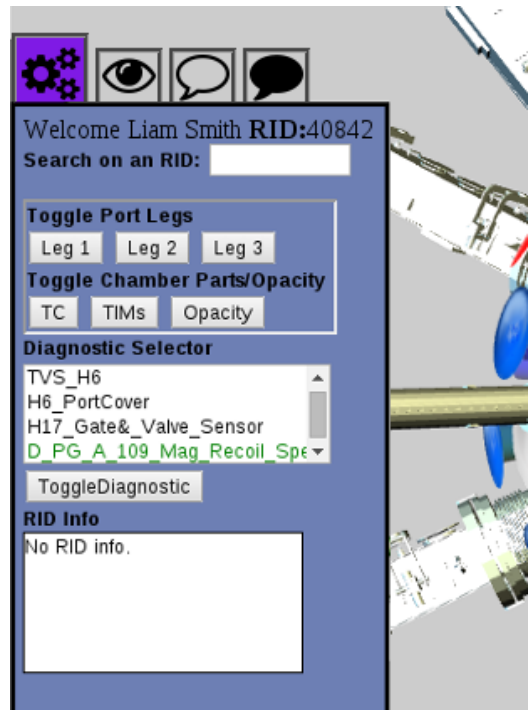 Welcome Liam Smith RID:40842
Search on an RID:
Toggle Port Legs
Leg 1 Leg 2 Leg 3
Toggle Chamber Parts/Opacity
TC TIMs Opacity
Diagnostic Selector
TVS_H6
H6_PortCover
H17_Gate&_Valve_Sensor
D_PG_A_109_Mag_Recoil_Spe
ToggleDiagnostic
RID Info
No RID info.